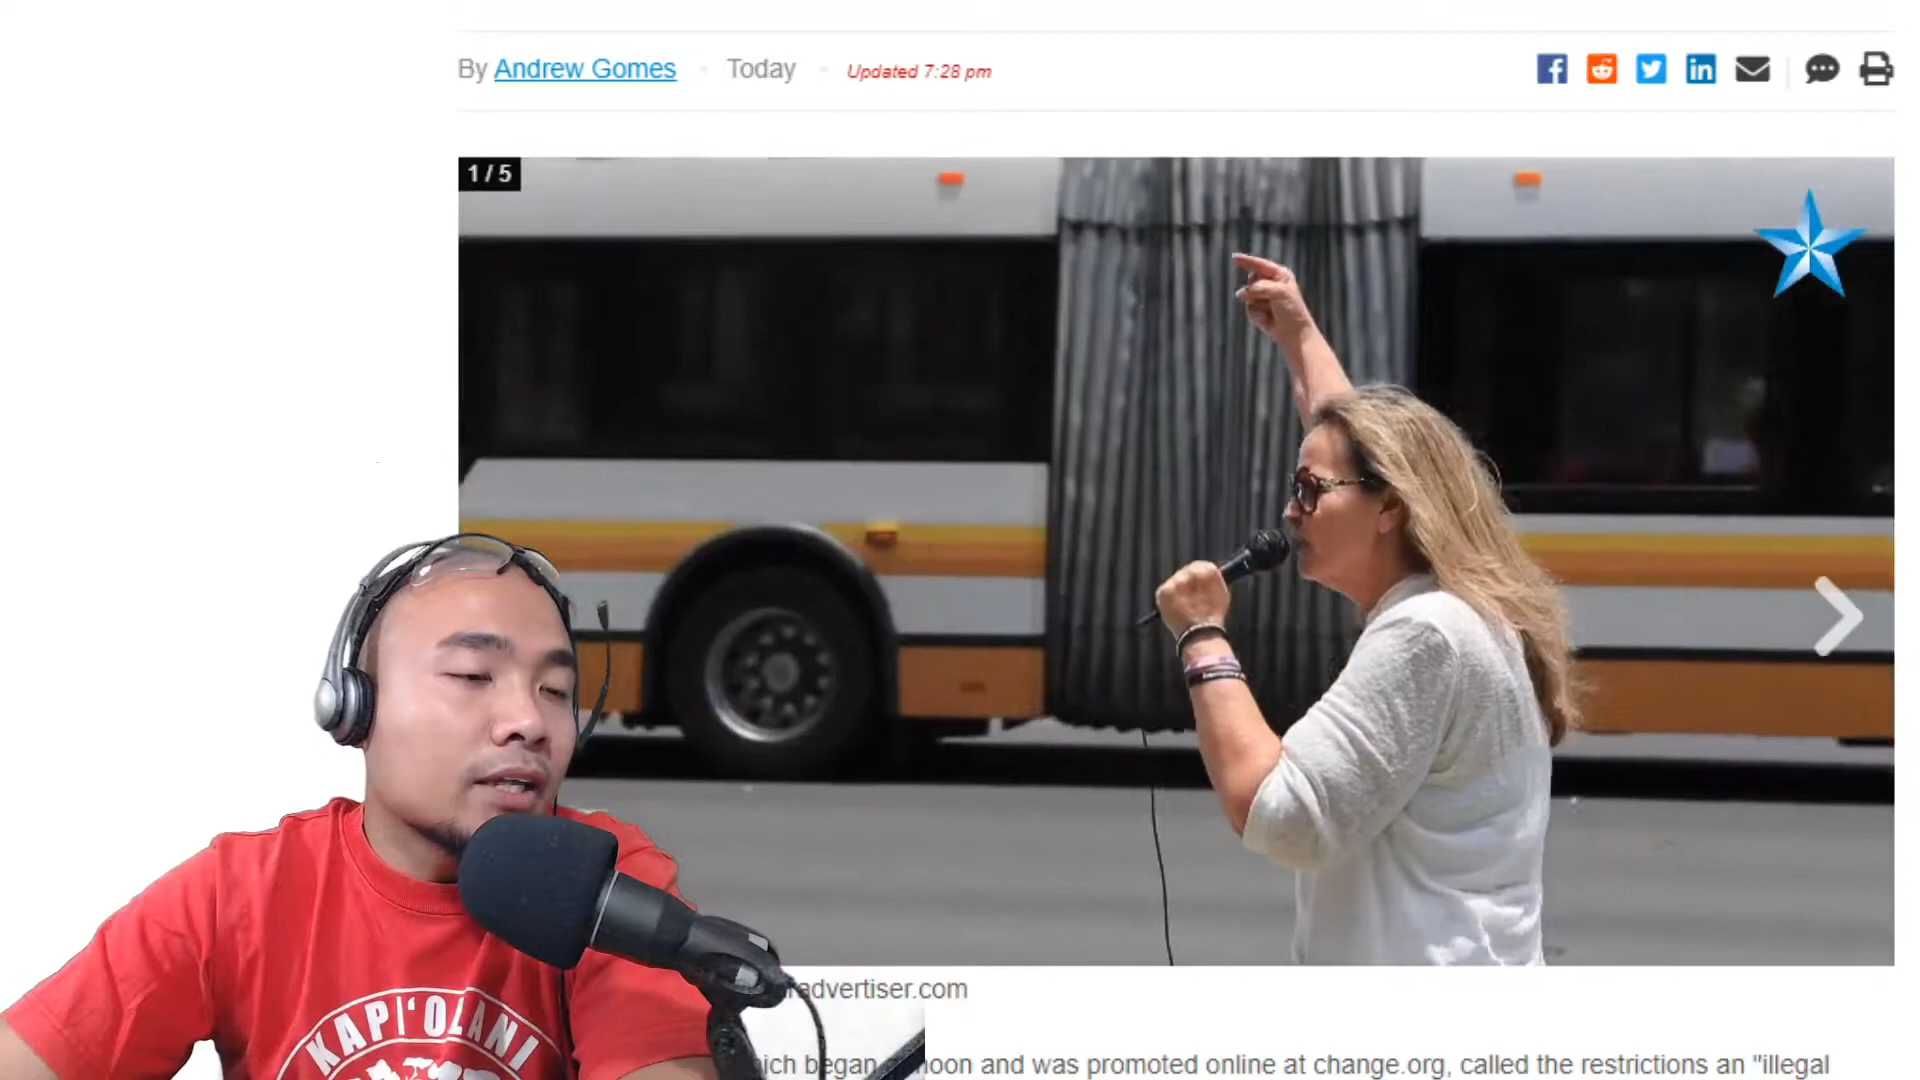 By Andrew Gomes Today Updated 7:28 pm
1 / 5
advertiser.com
began noon and was promoted online at change.org, called the restrictions an "illegal
KAPI'OLANI